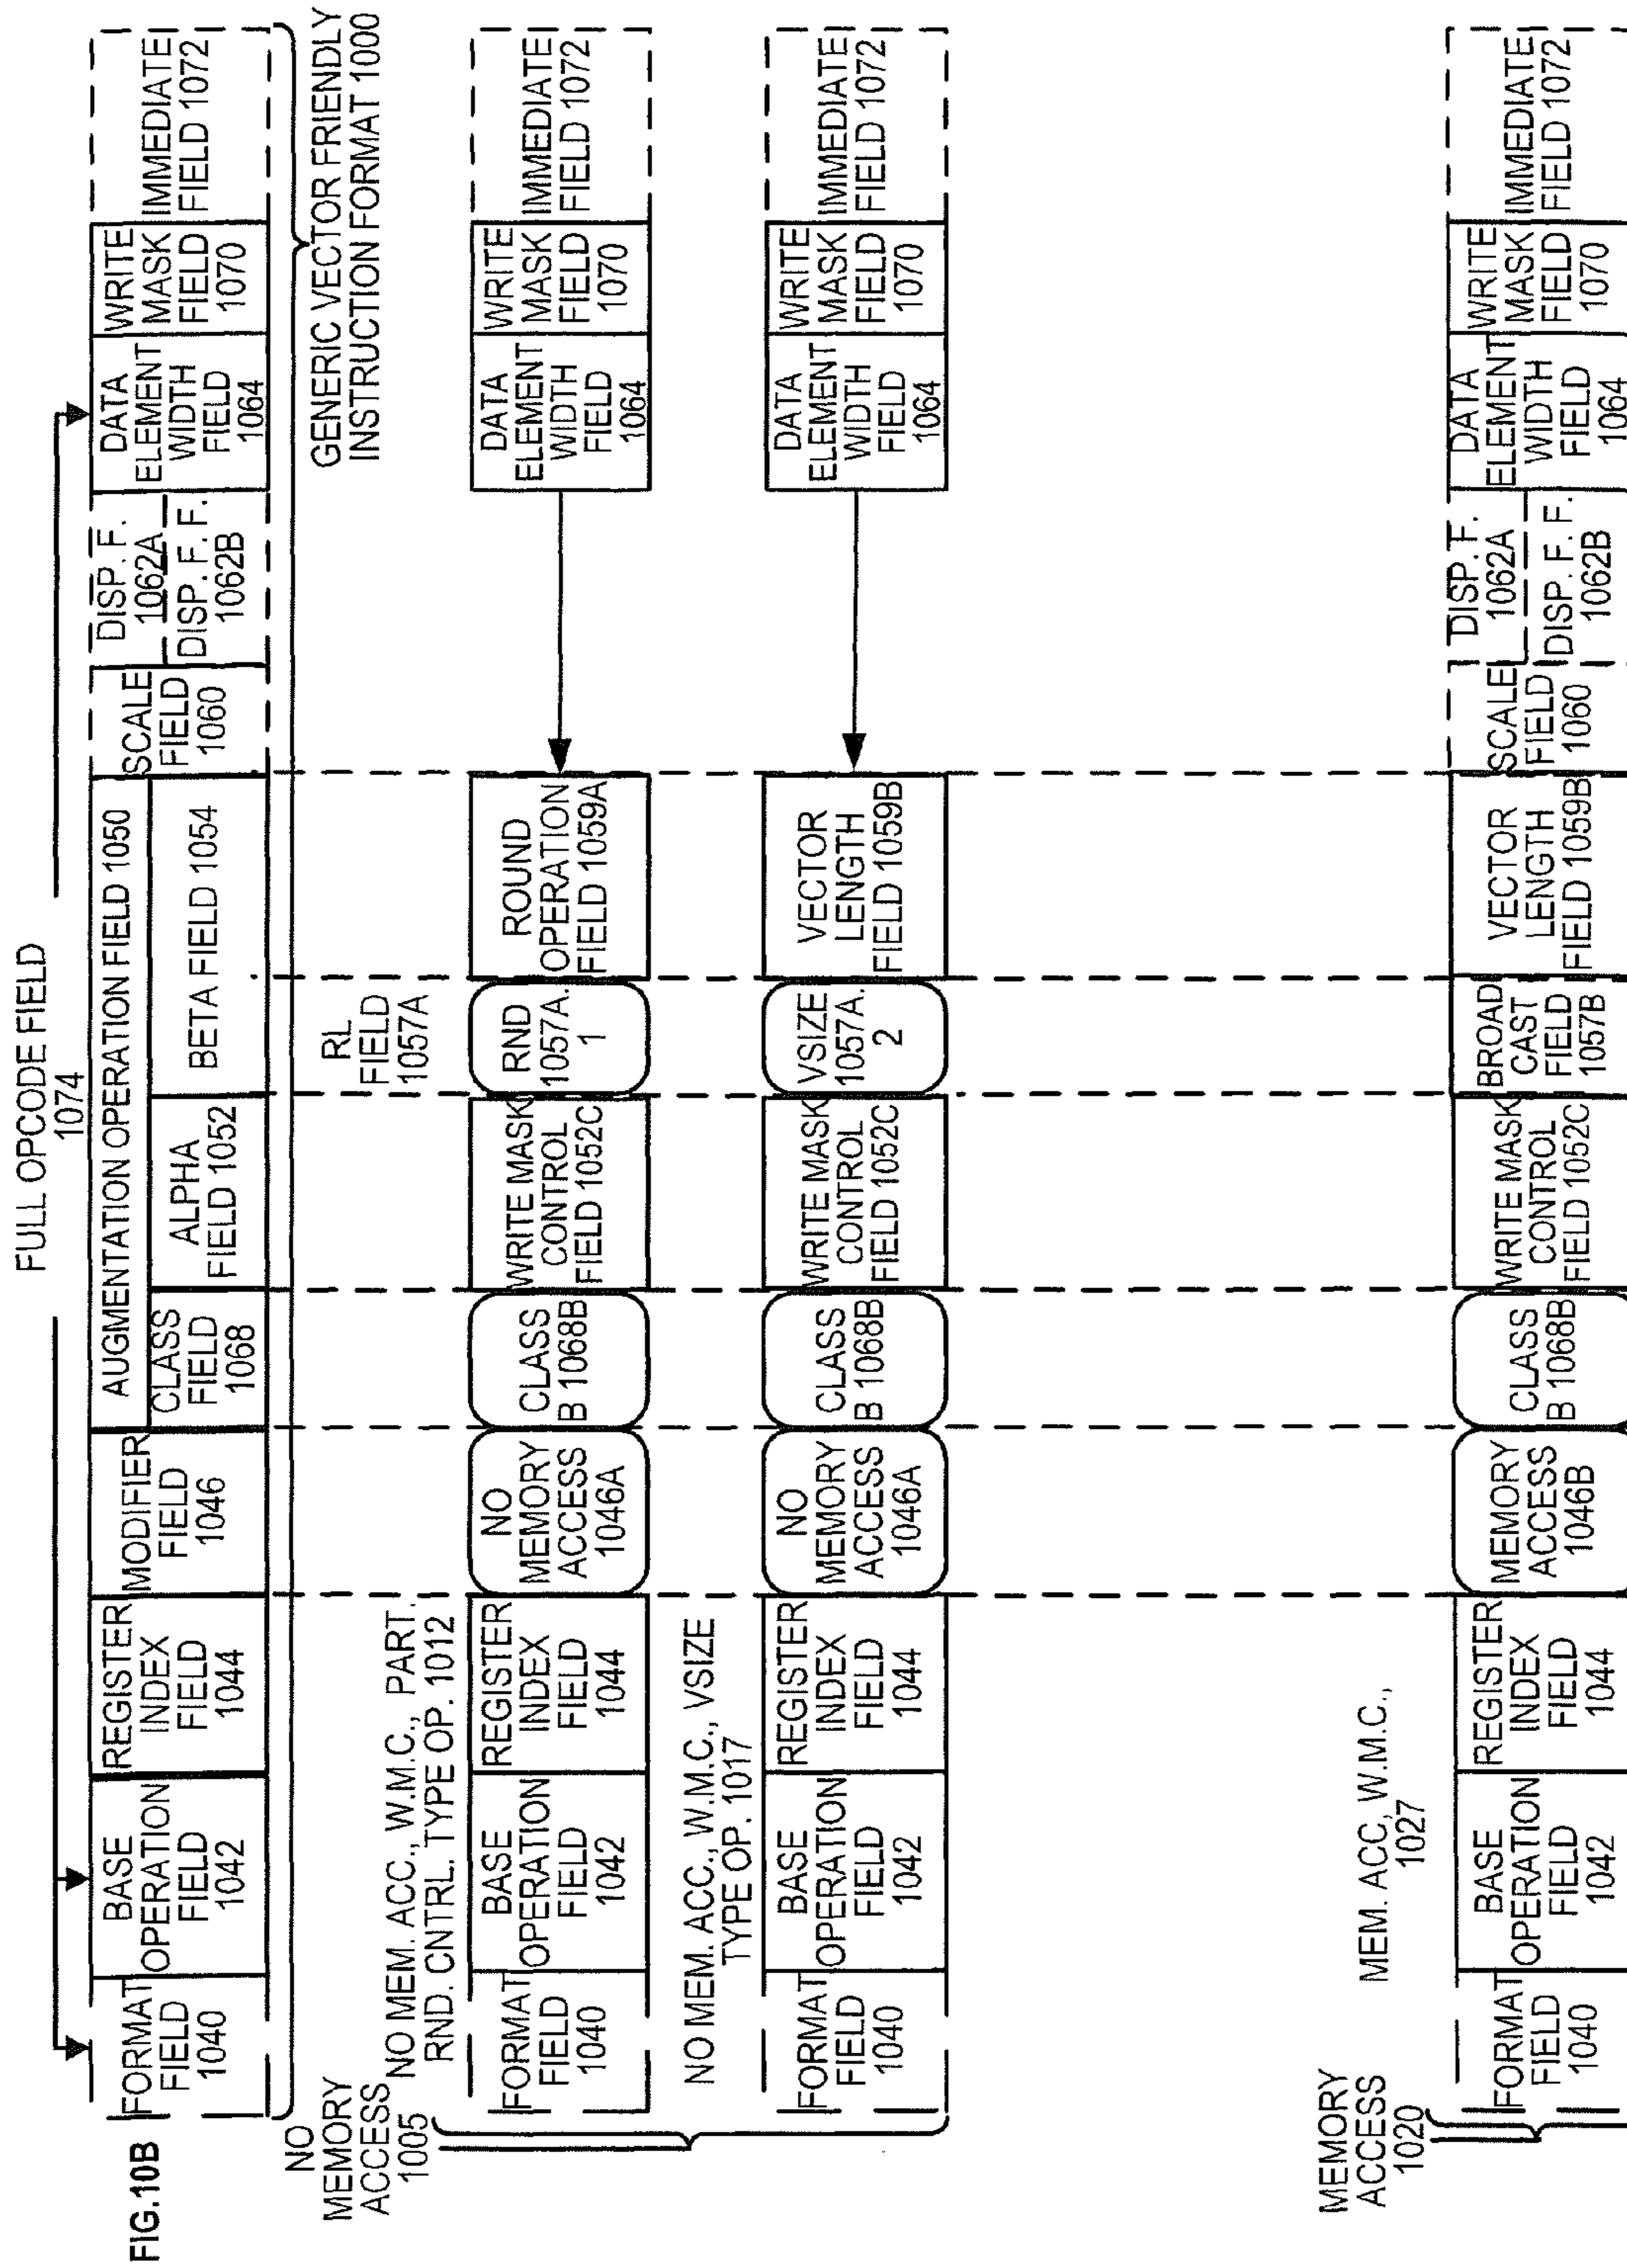 FIG.10B
FULL OPCODE FIELD
1074
FORMAT
FIELD
1040
BASE
OPERATION
FIELD
1042
REGISTER
INDEX
FIELD
1044
MODIFIER
FIELD
1046
AUGMENTATION OPERATION FIELD 1050
CLASS
FIELD
1068
ALPHA
FIELD 1052
BETA FIELD 1054
SCALE
FIELD
1060
DISP. F.
1062A
DISP. F. F.
1062B
DATA
ELEMENT
WIDTH
FIELD
1064
WRITE
MASK
FIELD
1070
IMMEDIATE
FIELD 1072
GENERIC VECTOR FRIENDLY
INSTRUCTION FORMAT 1000
NO
MEMORY
ACCESS
1005
NO MEM. ACC., W.M.C., PART.
RND. CNTRL. TYPE OP. 1012
RL
FIELD
1057A
FORMAT
FIELD
1040
BASE
OPERATION
FIELD
1042
REGISTER
INDEX
FIELD
1044
NO
MEMORY
ACCESS
1046A
CLASS
B 1068B
WRITE MASK
CONTROL
FIELD 1052C
RND
1057A.
1
ROUND
OPERATION
FIELD 1059A
DATA
ELEMENT
WIDTH
FIELD
1064
WRITE
MASK
FIELD
1070
IMMEDIATE
FIELD 1072
NO MEM. ACC., W.M.C., VSIZE
TYPE OP. 1017
FORMAT
FIELD
1040
BASE
OPERATION
FIELD
1042
REGISTER
INDEX
FIELD
1044
NO
MEMORY
ACCESS
1046A
CLASS
B 1068B
WRITE MASK
CONTROL
FIELD 1052C
VSIZE
1057A.
2
VECTOR
LENGTH
FIELD 1059B
DATA
ELEMENT
WIDTH
FIELD
1064
WRITE
MASK
FIELD
1070
IMMEDIATE
FIELD 1072
MEMORY
ACCESS
1020
MEM. ACC, W.M.C.,
1027
FORMAT
FIELD
1040
BASE
OPERATION
FIELD
1042
REGISTER
INDEX
FIELD
1044
MEMORY
ACCESS
1046B
CLASS
B 1068B
WRITE MASK
CONTROL
FIELD 1052C
BROAD
CAST
FIELD
1057B
VECTOR
LENGTH
FIELD 1059B
SCALE
FIELD
1060
DISP. F.
1062A
DISP. F. F.
1062B
DATA
ELEMENT
WIDTH
FIELD
1064
WRITE
MASK
FIELD
1070
IMMEDIATE
FIELD 1072